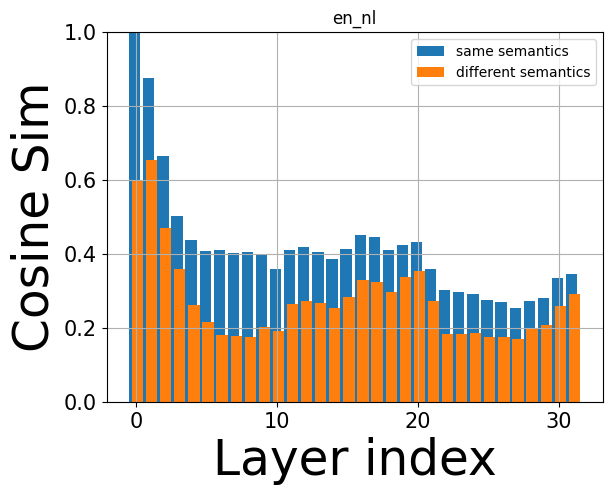 en_nl
same semantics
different semantics
Cosine Sim
1.0
0.8
0.6
0.4
0.2
0.0
0 10 20 30
Layer index